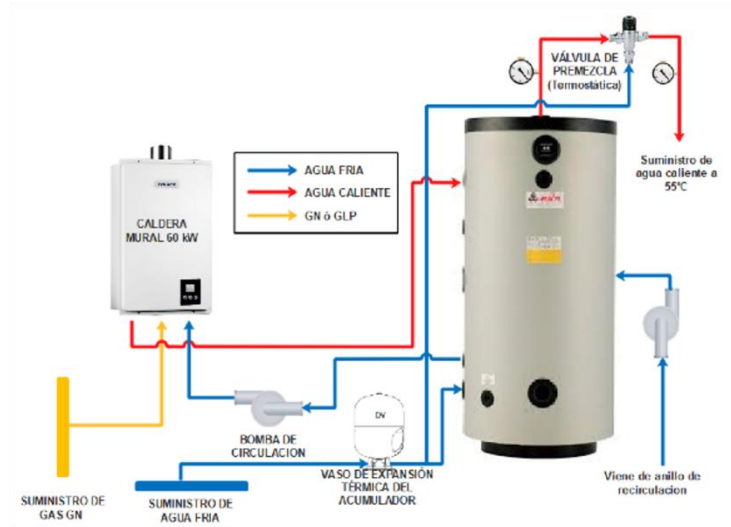 VÁLVULA DE
PREMEZCLA
(Termostática)
AGUA FRIA
AGUA CALIENTE
GN ò GLP
CALDERA
MURAL 60 kW
Suministro de
agua caliente a
55°C
DV
BOMBA DE
CIRCULACION
VASO DE EXPANSIÓN
TÉRMICA DEL
ACUMULADOR
Viene de anillo de
recirculacion
SUMINISTRO DE
GAS GN
SUMINISTRO DE
AGUA FRIA